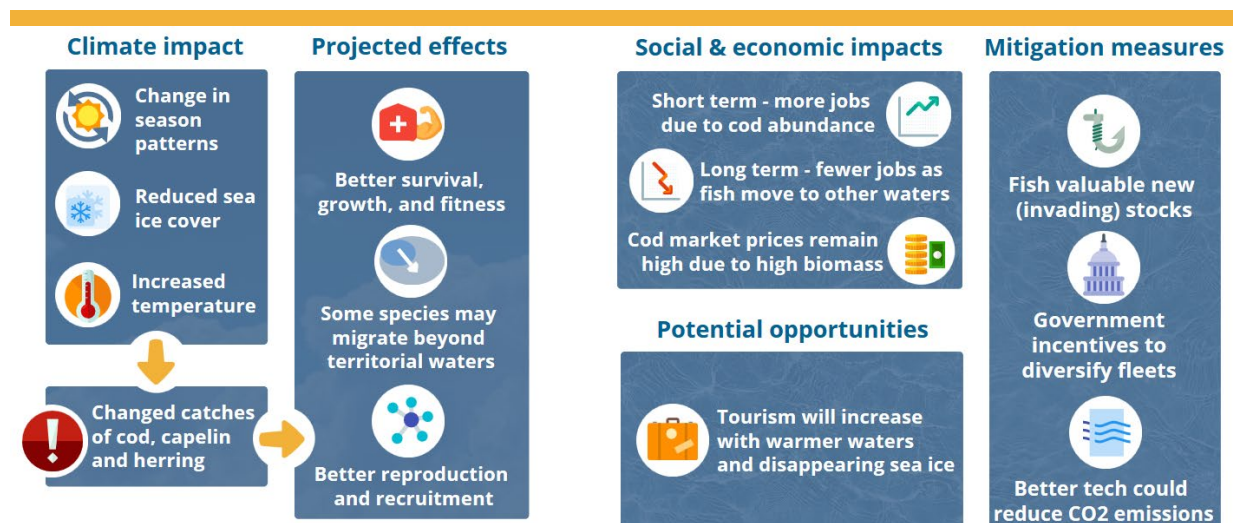 Climate impact
Change in
season
patterns
Reduced sea
ice cover
Increased
temperature
Changed catches
of cod, capelin
and herring
Projected effects
Better survival,
growth, and fitness
Some species may
migrate beyond
territorial waters
Better reproduction
and recruitment
Social & economic impacts
Short term - more jobs
due to cod abundance
Long term - fewer jobs as
fish move to other waters
Cod market prices remain
high due to high biomass
Potential opportunities
Tourism will increase
with warmer waters
and disappearing sea ice
Mitigation measures
Fish valuable new
(invading) stocks
Government
incentives to
diversify fleets
Better tech could
reduce CO2 emissions